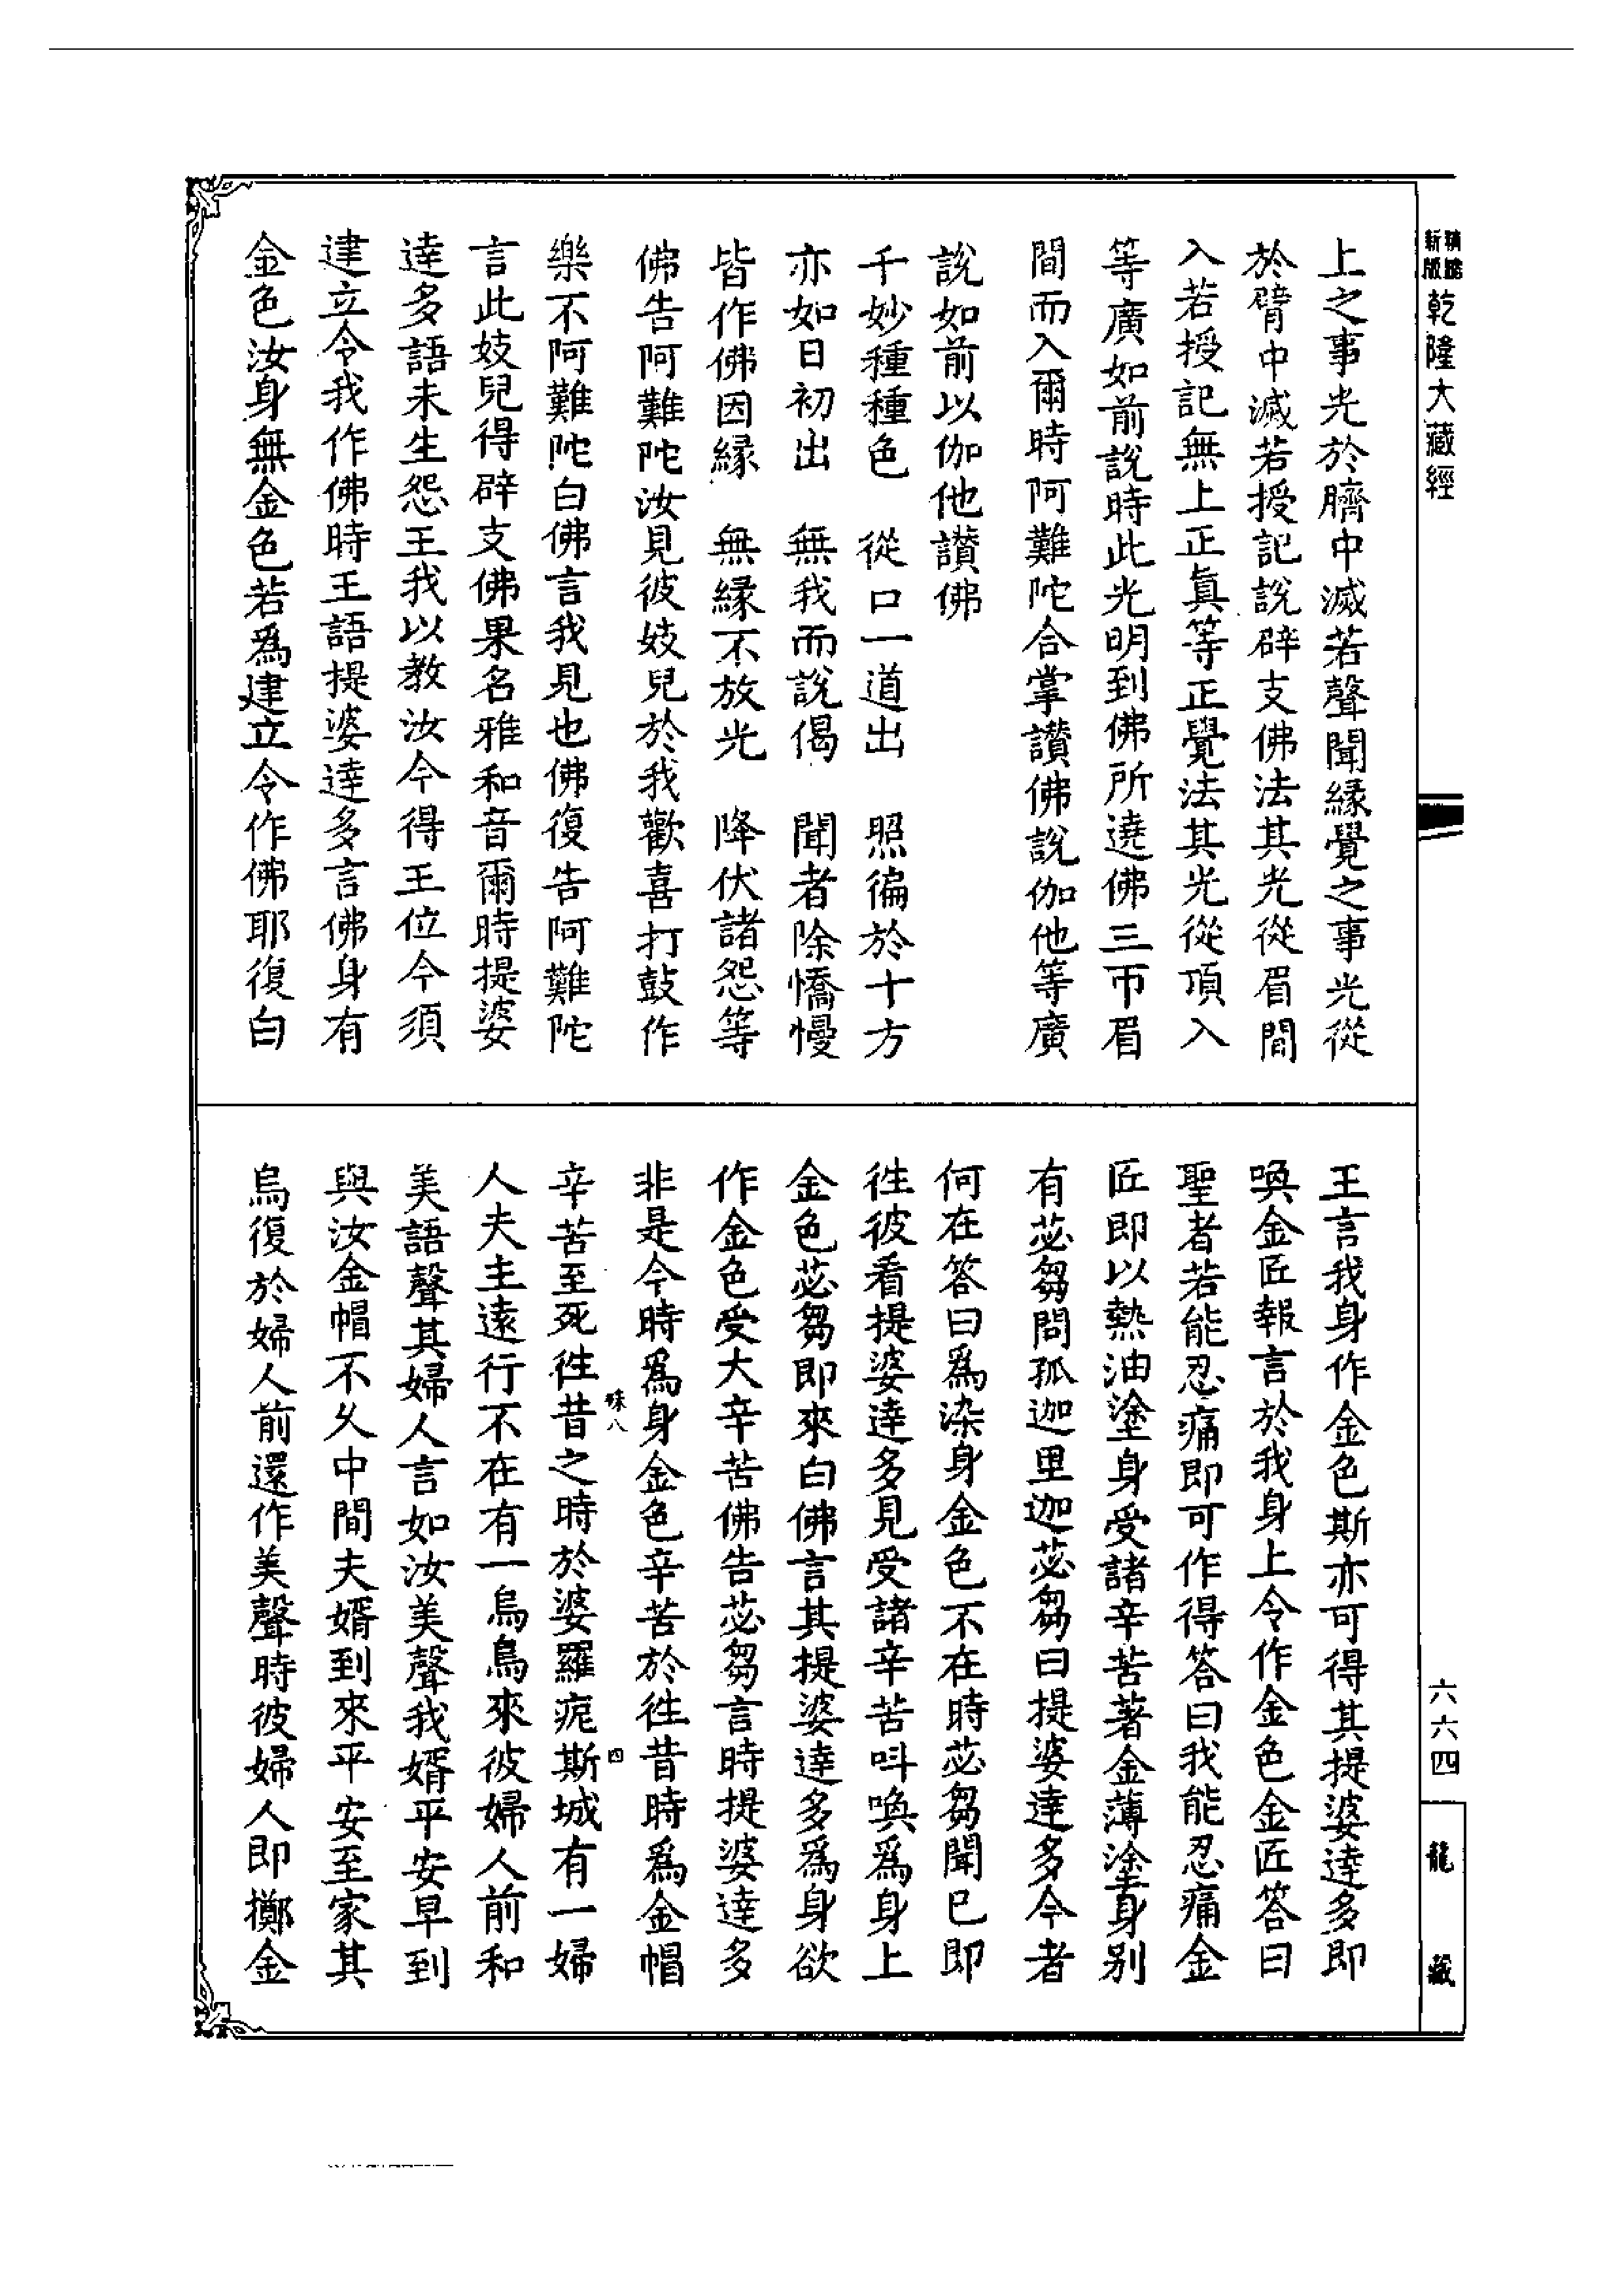 新版精縮乾隆大藏經
上之事光於臍中滅若聲聞緣覺之事光從
於臂中滅若授記說辟支佛法其光從眉間
入若授記無上正真等正覺法其光從頂入
等廣如前說時此光明到佛所遶佛三帀眉
間而入爾時阿難陀合掌讚佛說伽他等廣
說如前以伽他讚佛
千妙種種色　從口一道出　照徧於十方
亦如日初出　無我而說偈　聞者除憍慢
皆作佛因緣　無緣不放光　降伏諸怨等
佛告阿難陀汝見彼妓兒於我歡喜打鼓作
樂不阿難陀白佛言我見也佛復告阿難陀
言此妓兒得辟支佛果名雅和音爾時提婆
達多語未生怨王我以教汝今得王位今須
建立令我作佛時王語提婆達多言佛身有
金色汝身無金色若為建立令作佛耶復白
王言我身作金色斯亦可得其提婆達多即
喚金匠報言於我身上令作金色金匠答曰
聖者若能忍痛即可作得答曰我能忍痛金
匠即以熱油塗身受諸辛苦著金薄塗身別
有苾芻問孤迦里迦苾芻曰提婆達多今者
何在答曰為染身金色不在時苾芻聞已即
往彼看提婆達多見受諸辛苦叫喚為身上
金色苾芻即來白佛言其提婆達多為身欲
作金色受大辛苦佛告苾芻言時提婆達多
非是今時為身金色辛苦於往昔時為金帽
殊八　四
辛苦至死往昔之時於婆羅痆斯城有一婦
人夫主遠行不在有一烏烏來彼婦人前和
美語聲其婦人言如汝美聲我婿平安早到
與汝金帽不久中間夫婿到來平安至家其
烏復於婦人前還作美聲時彼婦人即擲金
六六四
龍藏